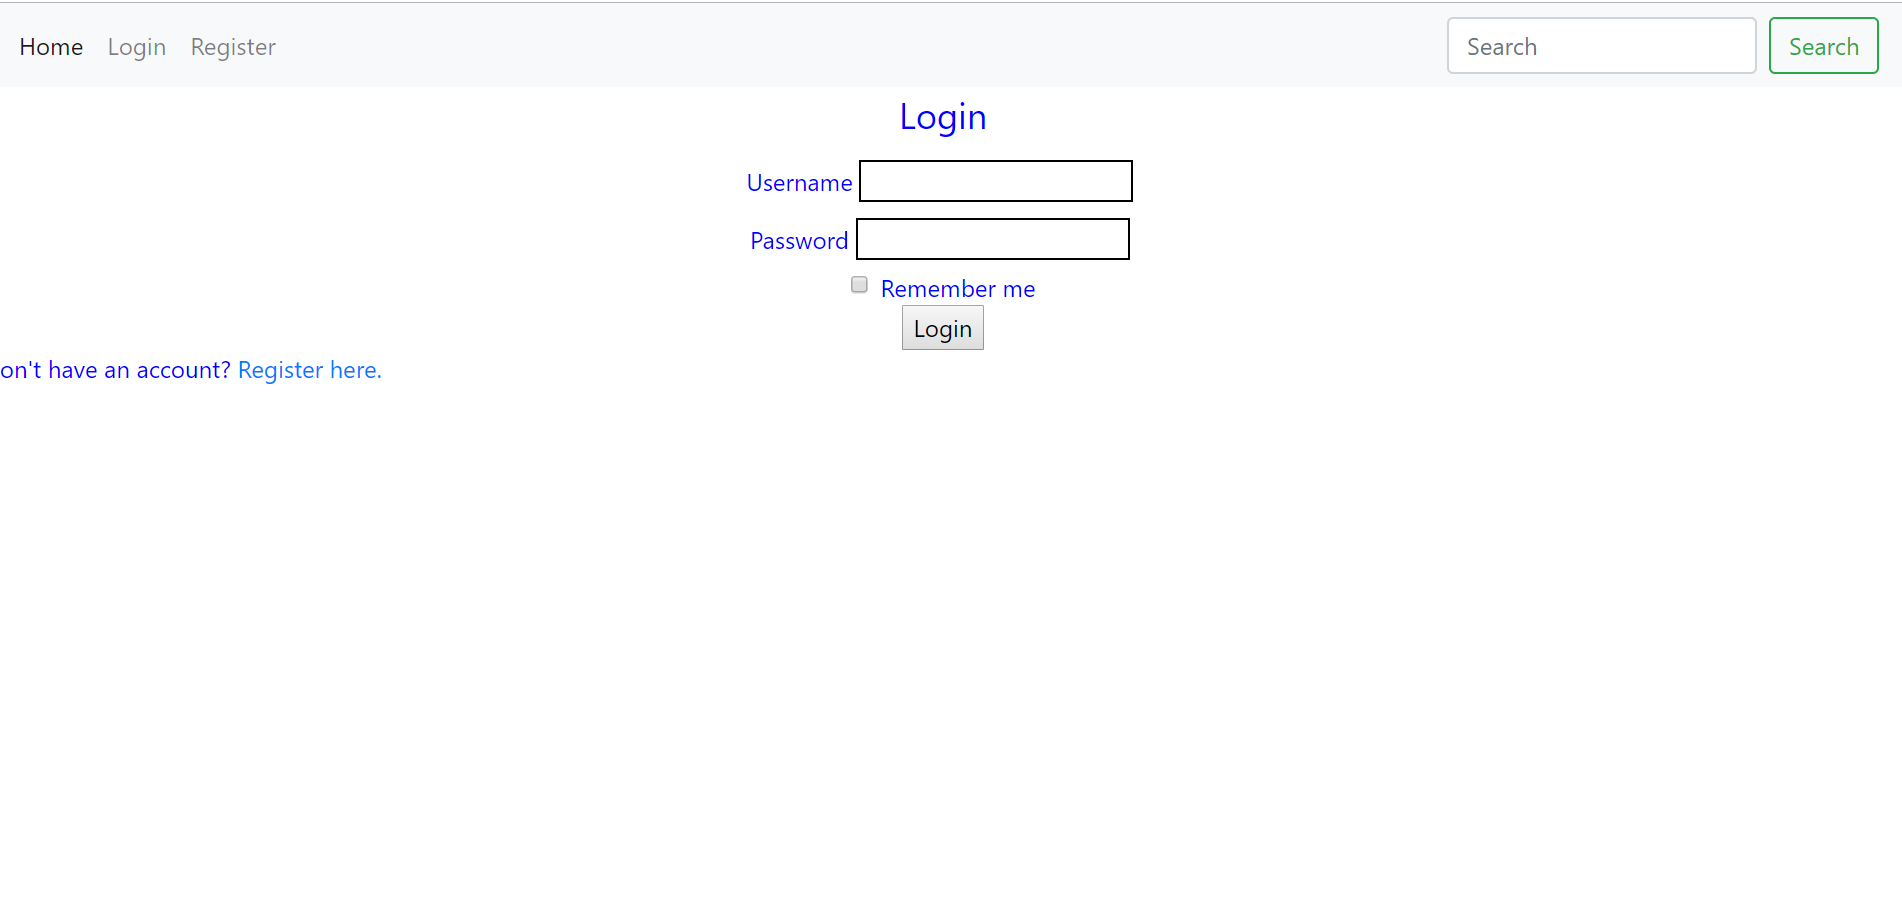 Home Login Register Search Search
Login
Username
Password
Remember me
Login
on't have an account? Register here.